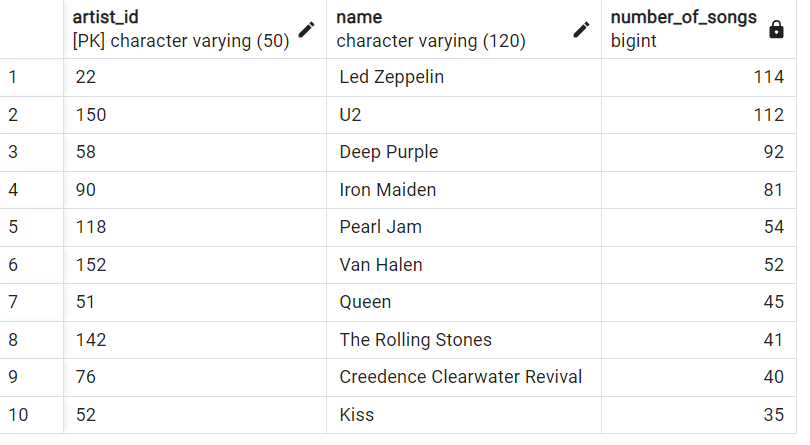 artist_id name number_of_songs
[PK] character varying (50) character varying (120) bigint
1 22 Led Zeppelin 114
2 150 U2 112
3 58 Deep Purple 92
4 90 Iron Maiden 81
5 118 Pearl Jam 54
6 152 Van Halen 52
7 51 Queen 45
8 142 The Rolling Stones 41
9 76 Creedence Clearwater Revival 40
10 52 Kiss 35